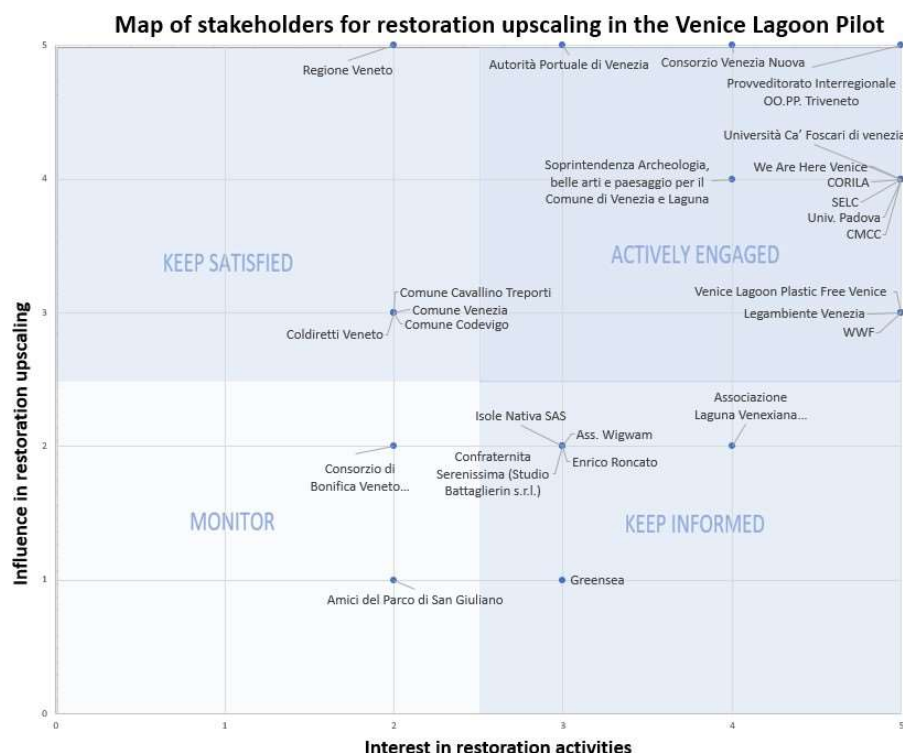 Map of stakeholders for restoration upscaling in the Venice Lagoon Pilot
5
Regione Veneto
Autorità Portuale di Venezia
Consorzio Venezia Nuova
Provveditorato Interregionale
OO.PP. Triveneto
Università Ca’ Foscari di venezia
4
Soprintendenza Archeologia,
belle arti e paesaggio per il
Comune di Venezia e Laguna
We Are Here Venice
CORILA
SELC
Univ. Padova
CMCC
KEEP SATISFIED
ACTIVELY ENGAGED
Influence in restoration upscaling
3
Comune Cavallino Treporti
Comune Venezia
Comune Codevigo
Coldiretti Veneto
Venice Lagoon Plastic Free Venice
Legambiente Venezia
WWF
2
Isole Nativa SAS
Ass. Wigwam
Enrico Roncato
Confraternita
Serenissima (Studio
Battaglierin s.r.l.)
Associazione
Laguna Venexiana...
Consorzio di
Bonifica Veneto...
MONITOR
KEEP INFORMED
1
Amici del Parco di San Giuliano
Greensea
0
0 1 2 3 4 5
Interest in restoration activities